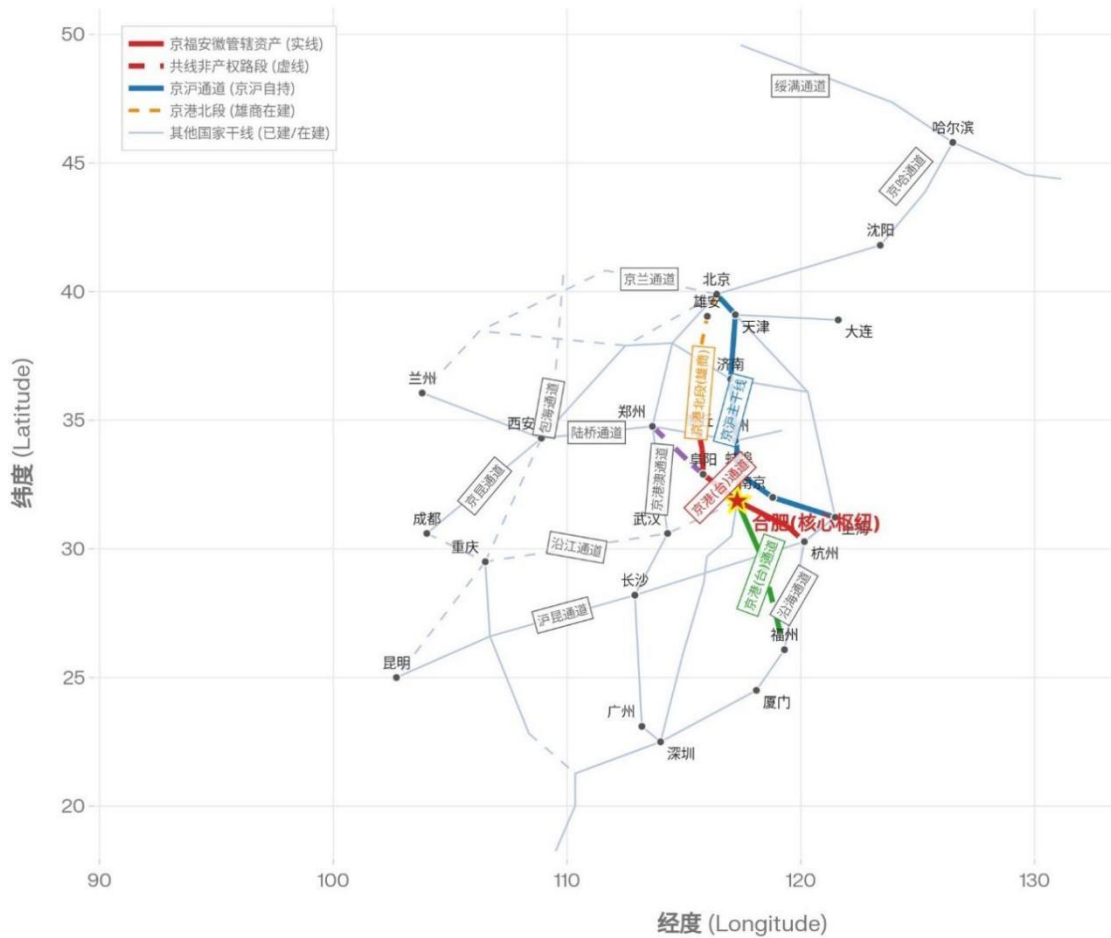 京福安徽管辖资产 (实线)
共线非产权路段 (虚线)
京沪通道 (京沪自持)
京港北段 (雄商在建)
其他国家干线 (已建/在建)
50
45
40
35
30
25
20
90
100
110
120
130
纬度 (Latitude)
经度 (Longitude)
绥满通道
哈尔滨
京哈通道
沈阳
京兰通道
北京
雄安
天津
大连
兰州
济南
京港北段(雄商)
京沪主干线
包海通道
西安
陆桥通道
郑州
州
阜阳
京昆通道
京港澳通道
京港(台)通道
南京
合肥(核心枢纽)
上海
成都
重庆
沿江通道
武汉
杭州
长沙
京港(台)通道
沿海通道
沪昆通道
福州
昆明
厦门
广州
深圳